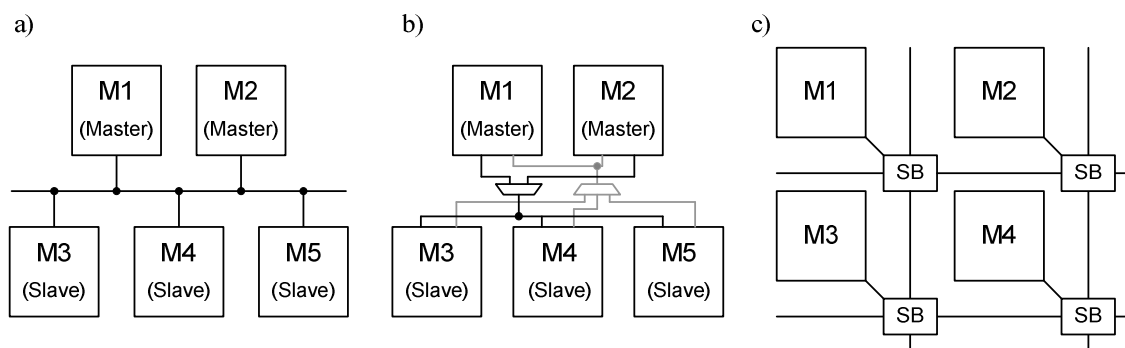 a)
M1
(Master)
M2
(Master)
M3
(Slave)
M4
(Slave)
M5
(Slave)
b)
M1
(Master)
M2
(Master)
M3
(Slave)
M4
(Slave)
M5
(Slave)
c)
M1
M2
SB
SB
M3
M4
SB
SB